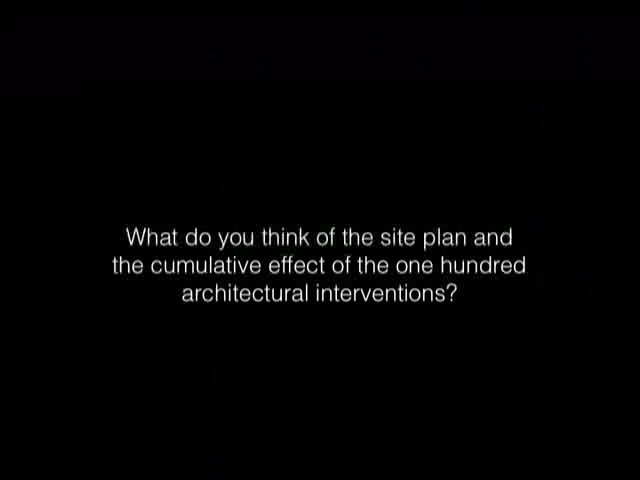 What do you think of the site plan and
the cumulative effect of the one hundred
architectural interventions?